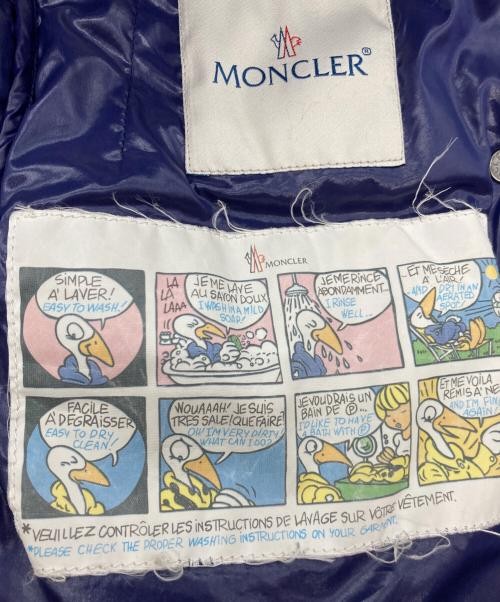 MONCLER®
MONCLER
SIMPLE
À LAVER!
EASY TO WASH!
LA
LA
LAAA
JE ME LAVE
AU SAVON DOUX
I WASH IN A MILD
SOAP!
JE ME RINCE
ABONDAMMENT...
I RINSE
WELL...
ET ME SÈCHE
À L'AIR!
AND DRY IN AN
AERATED
SPOT!
FACILE
À DÉGRAISSER
EASY TO DRY
CLEAN!
WOUAAAH! JE SUIS
TRÈS SALE! QUE FAIRE?
OH! I'M VERY DIRTY!
WHAT CAN I DO?
JE VOUDRAIS UN
BAIN DE Ⓟ...
I'D LIKE TO HAVE
A BATH WITH Ⓟ
ET ME VOILÀ
REMIS À
AND I'M
AGAIN
*VEUILLEZ CONTRÔLER LES INSTRUCTIONS DE LAVAGE SUR VÔTRE VÊTEMENT.
*PLEASE CHECK THE PROPER WASHING INSTRUCTIONS ON YOUR GARMENT.